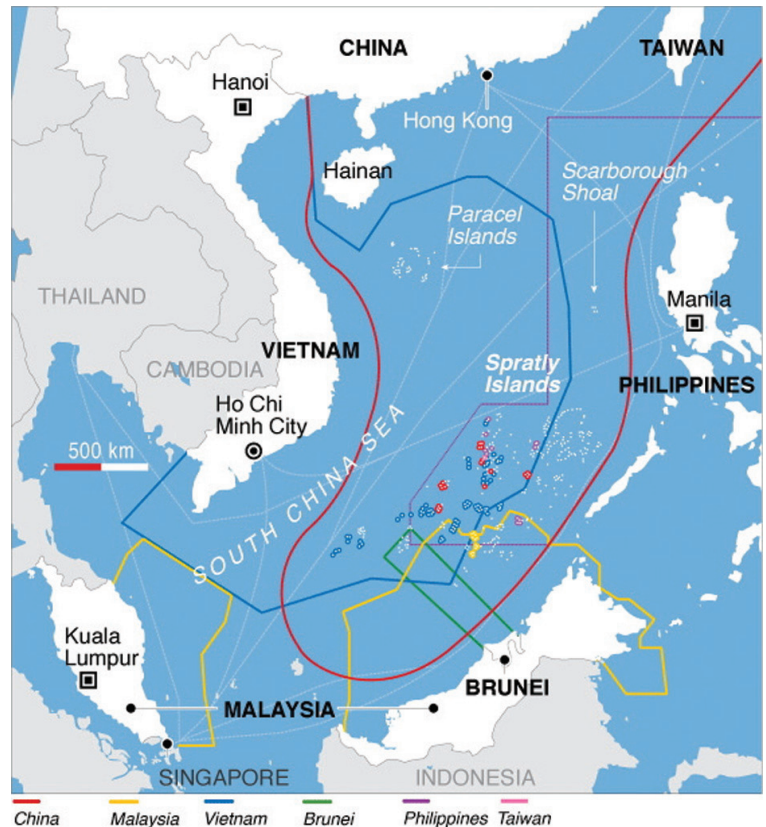 CHINA
TAIWAN
Hanoi
Hong Kong
Hainan
Scarborough
Shoal
Paracel
Islands
THAILAND
Manila
VIETNAM
CAMBODIA
Spratly
Islands
PHILIPPINES
Ho Chi
Minh City
500 km
SOUTH CHINA SEA
Kuala
Lumpur
BRUNEI
MALAYSIA
SINGAPORE
INDONESIA
China Malaysia Vietnam Brunei Philippines Taiwan